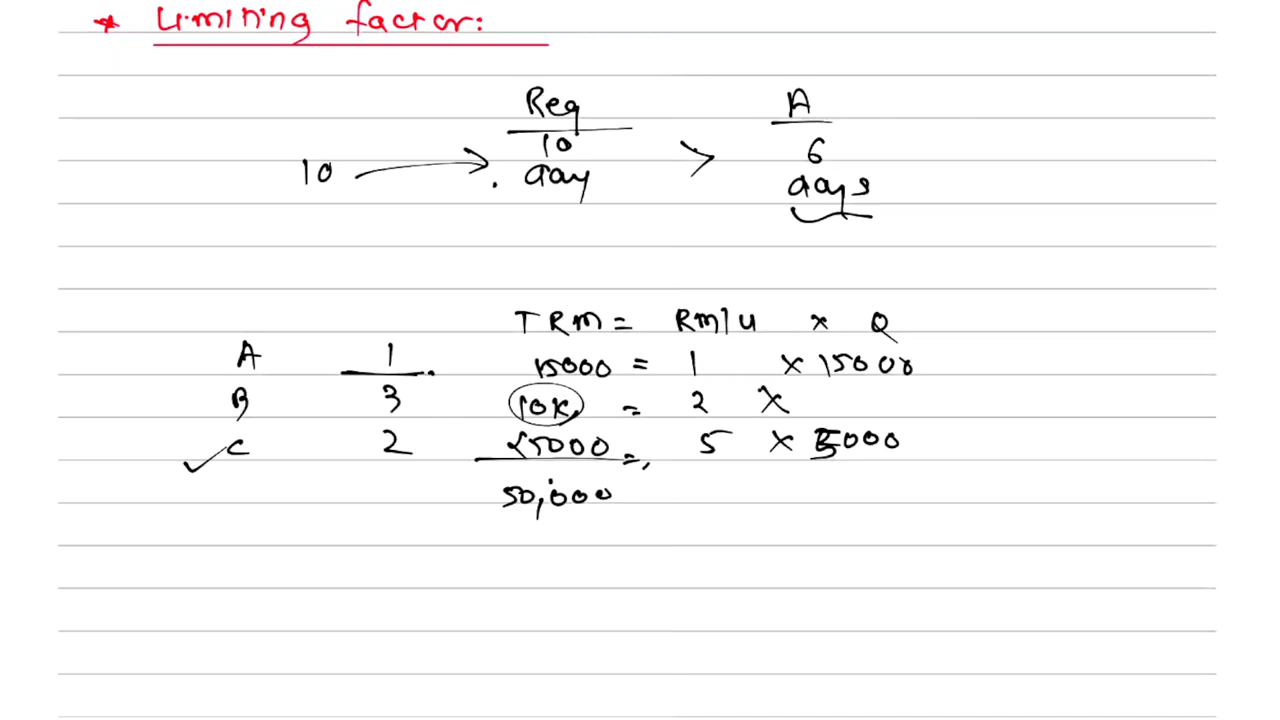 * Limiting factor:
Req A
10 → 10 day > 6 days
TRM = Rm/u x Q
A 1 15000 = 1 x 15000
B 3 10K = 2 x
C 2 25000 = 5 x 5000
50,000